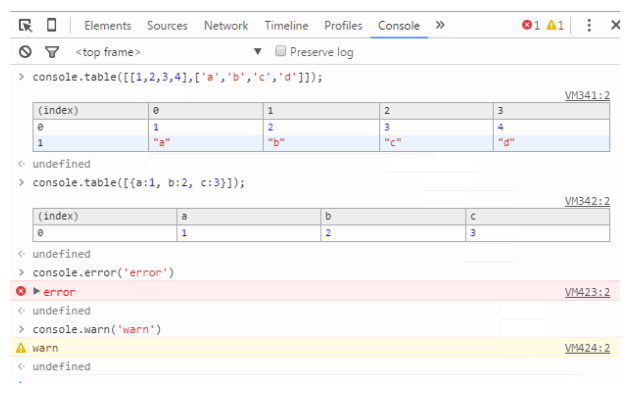 Elements Sources Network Timeline Profiles Console » 1 1
<top frame> ▼ Preserve log
> console.table([[1,2,3,4],['a','b','c','d']]);
VM341:2
(index) 0 1 2 3
0 1 2 3 4
1 "a" "b" "c" "d"
undefined
> console.table([{a:1, b:2, c:3}]);
VM342:2
(index) a b c
0 1 2 3
undefined
> console.error('error')
error VM423:2
undefined
> console.warn('warn')
warn VM424:2
undefined